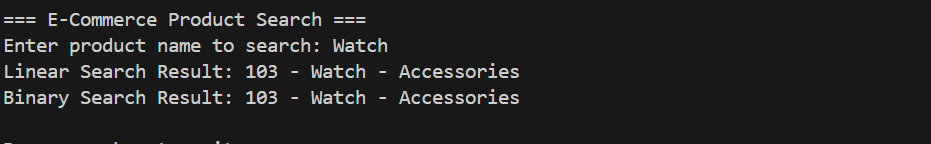 === E-Commerce Product Search ===
Enter product name to search: Watch
Linear Search Result: 103 - Watch - Accessories
Binary Search Result: 103 - Watch - Accessories